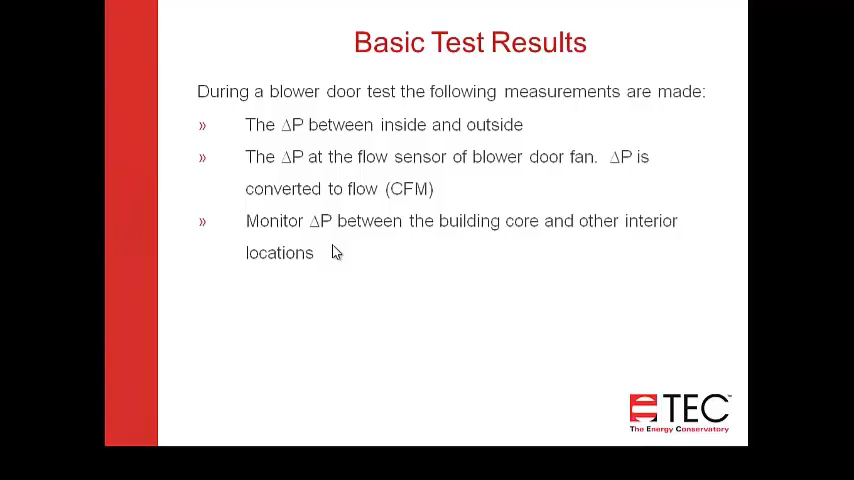 Basic Test Results
During a blower door test the following measurements are made:
» The ΔP between inside and outside
» The ΔP at the flow sensor of blower door fan. ΔP is
converted to flow (CFM)
» Monitor ΔP between the building core and other interior
locations
TEC™
The Energy Conservatory